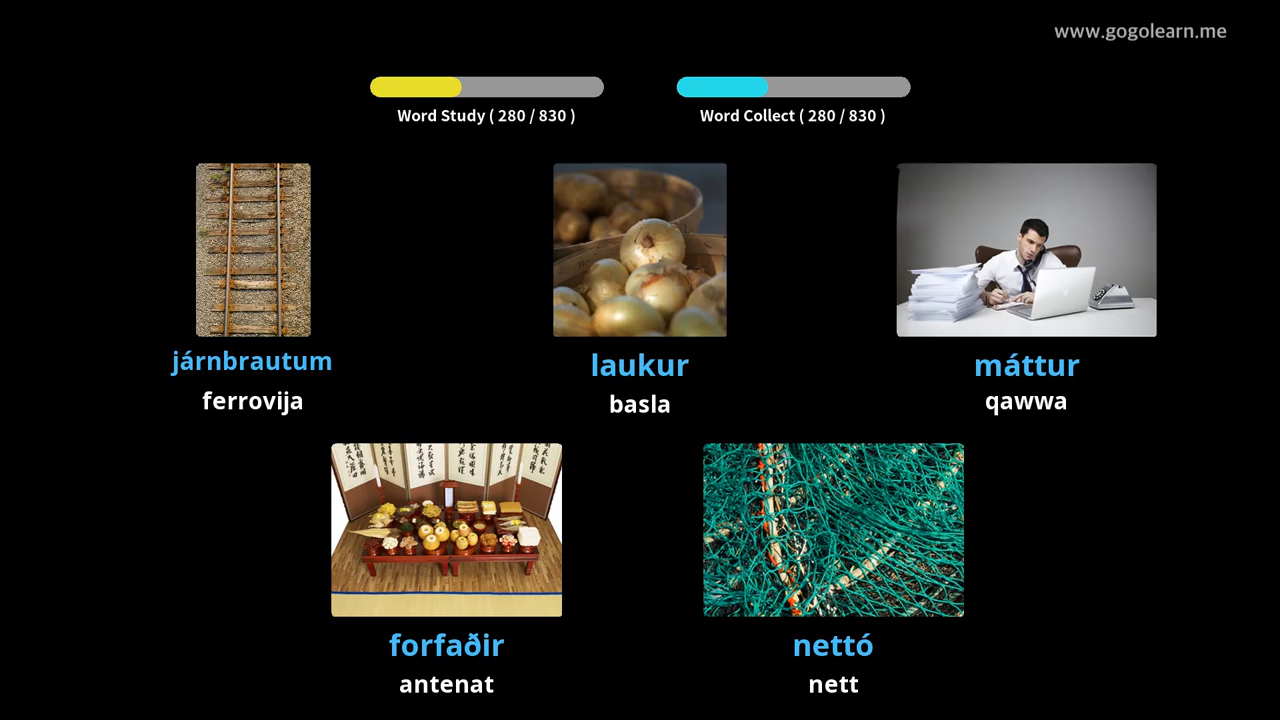 www.gogolearn.me
Word Study ( 280 / 830 )
Word Collect ( 280 / 830 )
járnbrautum
ferrovija
laukur
basla
máttur
qawwa
forfaðir
antenat
nettó
nett